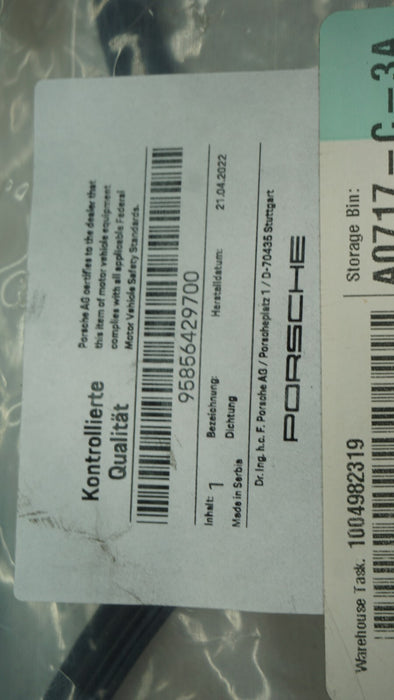 Kontrollierte
Qualität
Porsche AG certifies to the dealer that
this item of motor vehicle equipment
complies with all applicable Federal
Motor Vehicle Safety Standards.
95856429700
Inhalt: 1 Bezeichnung: Herstelldatum: 21.04.2022
Made in Serbia Dichtung
Dr. Ing. h.c. F. Porsche AG / Porscheplatz 1 / D-70435 Stuttgart
PORSCHE
Warehouse Task. 1004982319 Storage Bin:
A0717-C-3A